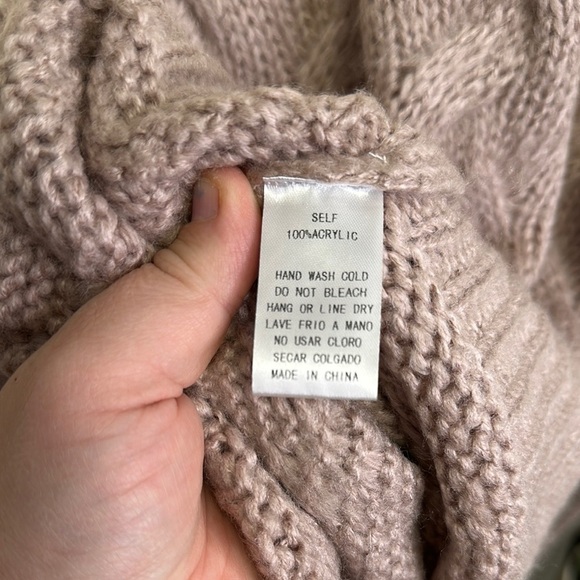 SELF
100%ACRYLIC
HAND WASH COLD
DO NOT BLEACH
HANG OR LINE DRY
LAVE FRIO A MANO
NO USAR CLORO
SECAR COLGADO
MADE IN CHINA